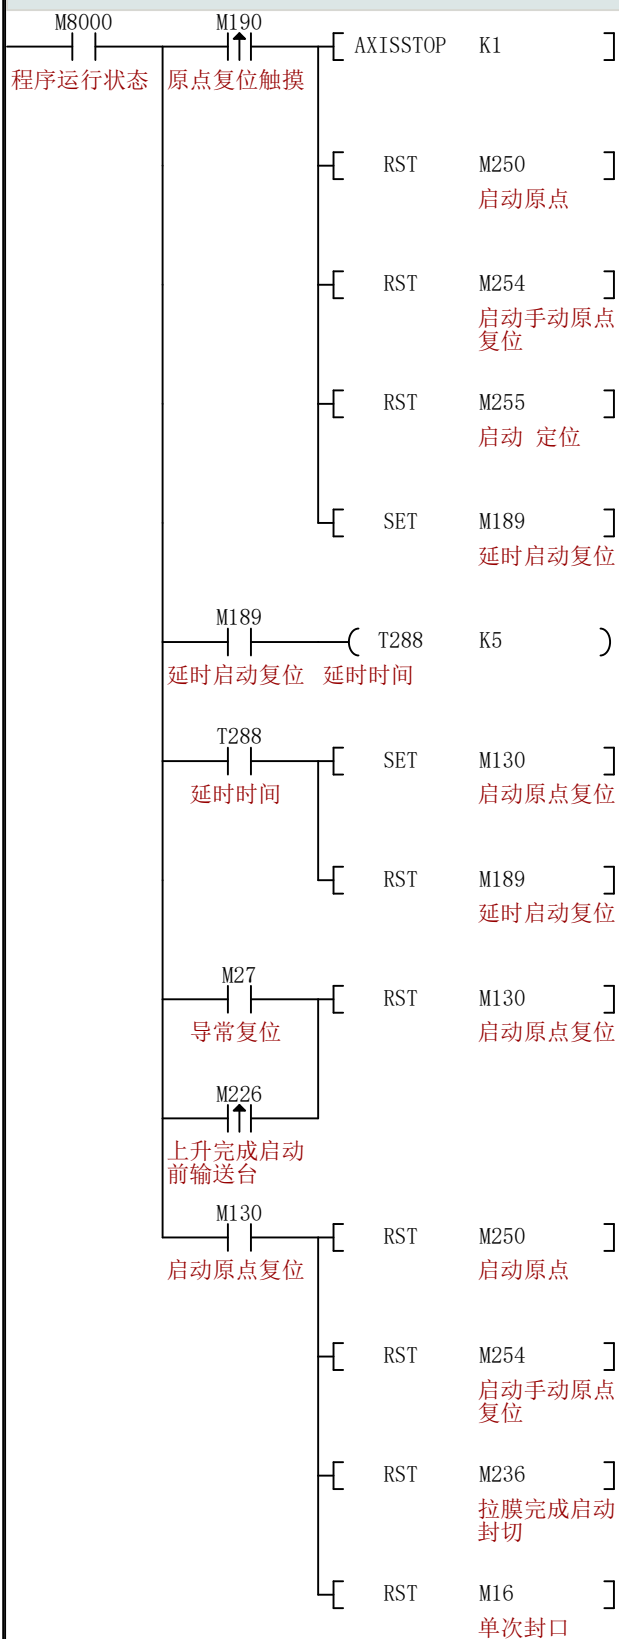 M8000 M190
AXISSTOP K1
程序运行状态 原点复位触摸
RST M250
启动原点
RST M254
启动手动原点
复位
RST M255
启动 定位
SET M189
延时启动复位
M189
T288 K5
延时启动复位 延时时间
T288
SET M130
延时时间 启动原点复位
RST M189
延时启动复位
M27
RST M130
导常复位 启动原点复位
M226
上升完成启动
前输送台
M130
RST M250
启动原点复位 启动原点
RST M254
启动手动原点
复位
RST M236
拉膜完成启动
封切
RST M16
单次封口